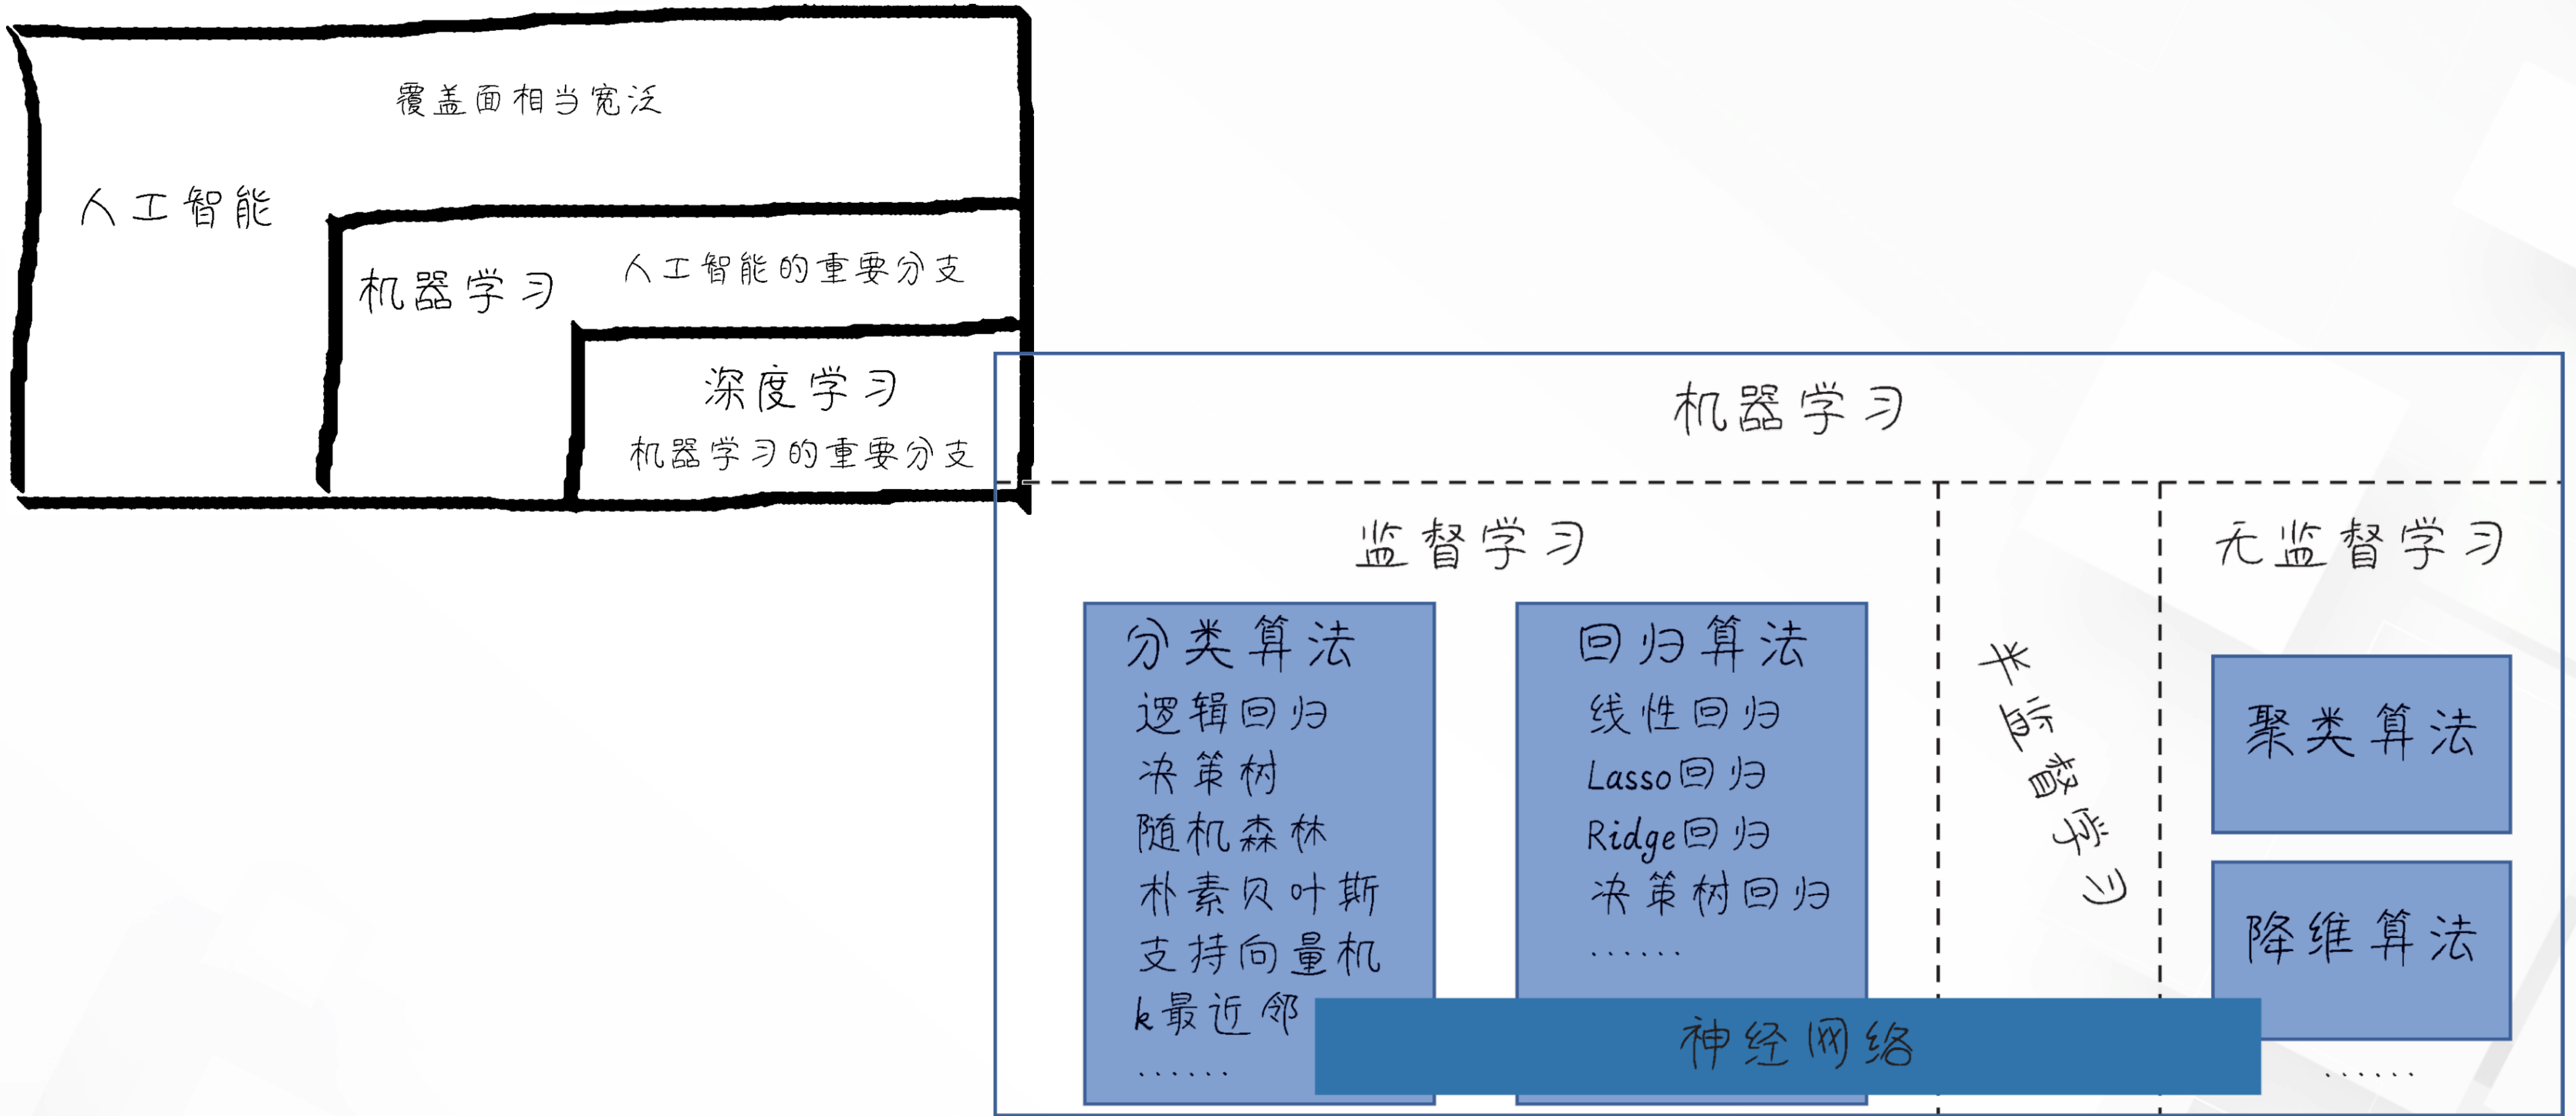 覆盖面相当宽泛
人工智能
机器学习
人工智能的重要分支
深度学习
机器学习的重要分支
机器学习
监督学习
分类算法
逻辑回归
决策树
随机森林
朴素贝叶斯
支持向量机
k最近邻
......
回归算法
线性回归
Lasso回归
Ridge回归
决策树回归
......
半监督学习
无监督学习
聚类算法
降维算法
......
神经网络